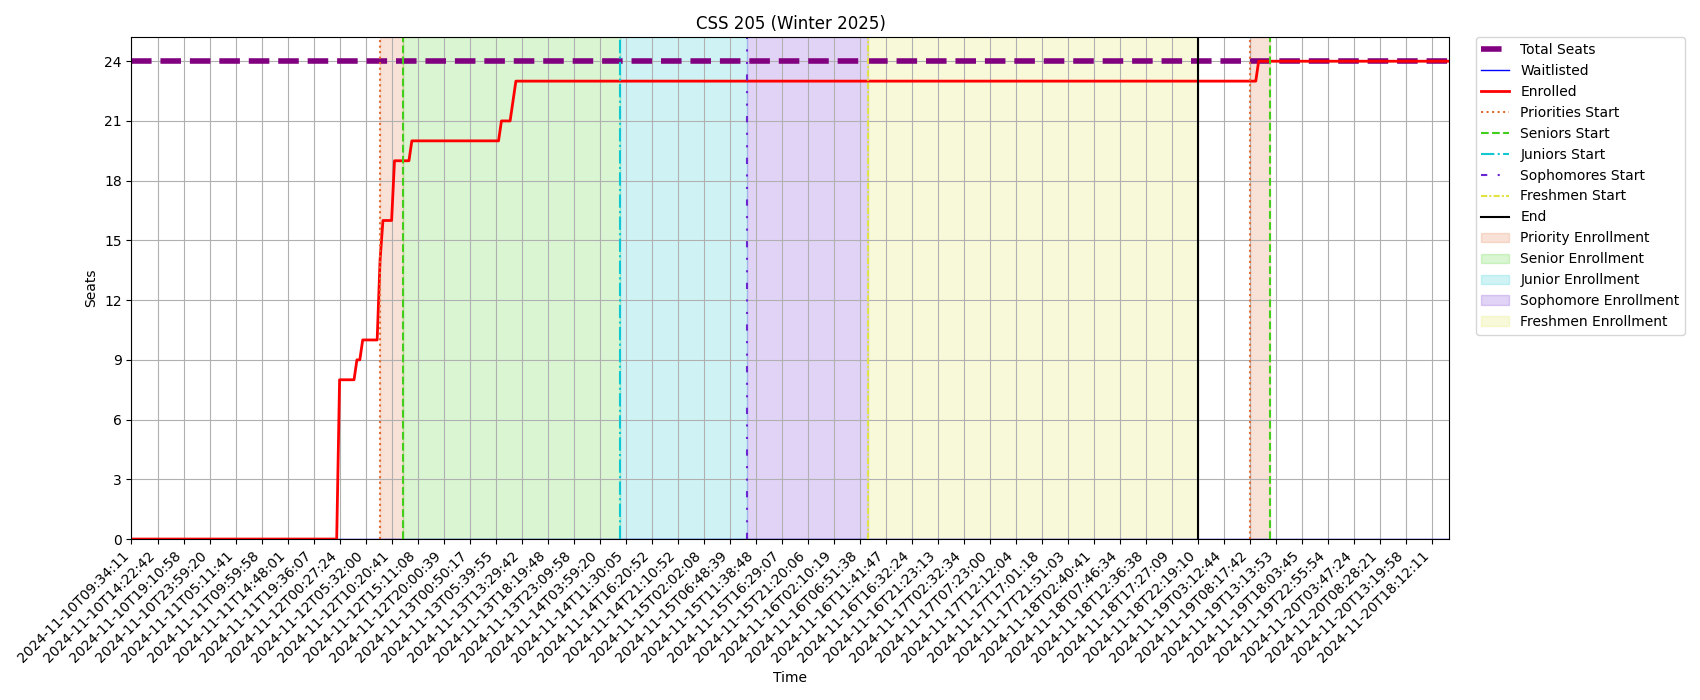 CSS 205 (Winter 2025)
Seats
24
21
18
15
12
9
6
3
0
2024-11-10T09:34:11
2024-11-10T14:22:42
2024-11-10T19:10:58
2024-11-10T23:59:20
2024-11-11T05:11:41
2024-11-11T09:59:58
2024-11-11T14:48:01
2024-11-11T19:36:07
2024-11-12T00:27:24
2024-11-12T05:32:00
2024-11-12T10:20:41
2024-11-12T15:11:08
2024-11-12T20:00:39
2024-11-13T00:50:17
2024-11-13T05:39:55
2024-11-13T13:29:42
2024-11-13T18:19:48
2024-11-13T23:09:58
2024-11-14T03:59:20
2024-11-14T11:30:05
2024-11-14T16:20:52
2024-11-14T21:10:52
2024-11-15T02:02:08
2024-11-15T06:48:39
2024-11-15T11:38:48
2024-11-15T16:29:07
2024-11-15T21:20:06
2024-11-16T02:10:19
2024-11-16T06:51:38
2024-11-16T11:41:47
2024-11-16T16:32:24
2024-11-16T21:23:13
2024-11-17T02:32:34
2024-11-17T07:23:00
2024-11-17T12:12:04
2024-11-17T17:01:18
2024-11-17T21:51:03
2024-11-18T02:40:41
2024-11-18T07:46:34
2024-11-18T12:36:38
2024-11-18T17:27:09
2024-11-18T22:19:10
2024-11-19T03:12:44
2024-11-19T08:17:42
2024-11-19T13:13:53
2024-11-19T18:03:45
2024-11-19T22:55:54
2024-11-20T03:47:24
2024-11-20T08:28:21
2024-11-20T13:19:58
2024-11-20T18:12:11
Time
Total Seats
Waitlisted
Enrolled
Priorities Start
Seniors Start
Juniors Start
Sophomores Start
Freshmen Start
End
Priority Enrollment
Senior Enrollment
Junior Enrollment
Sophomore Enrollment
Freshmen Enrollment